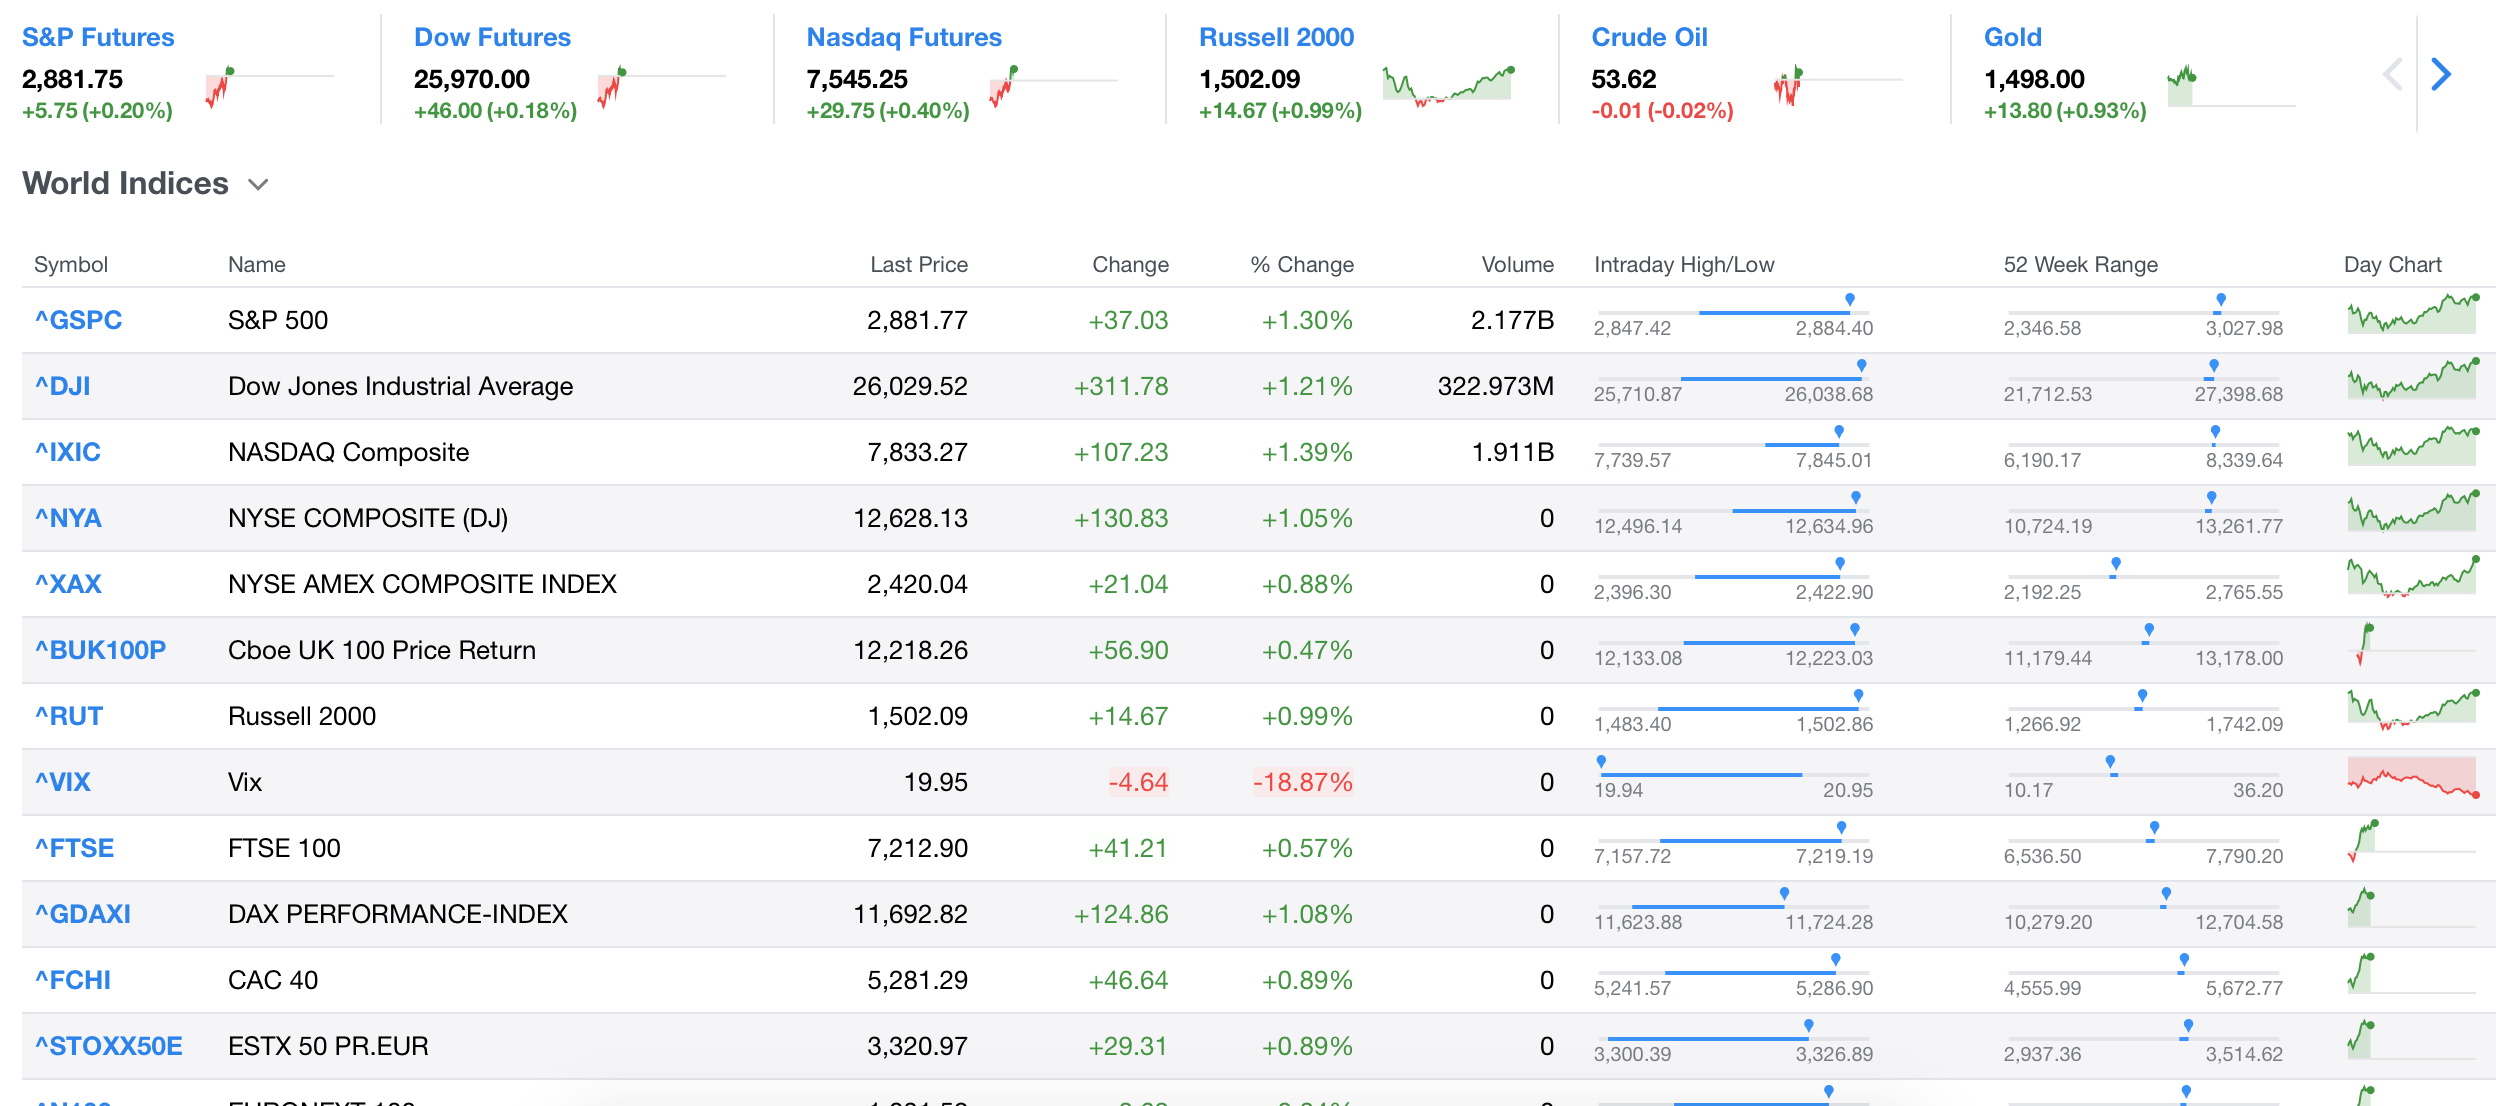 S&P Futures Dow Futures Nasdaq Futures Russell 2000 Crude Oil Gold
2,881.75 25,970.00 7,545.25 1,502.09 53.62 1,498.00
+5.75 (+0.20%) +46.00 (+0.18%) +29.75 (+0.40%) +14.67 (+0.99%) -0.01 (-0.02%) +13.80 (+0.93%)
World Indices
Symbol Name Last Price Change % Change Volume Intraday High/Low 52 Week Range Day Chart
^GSPC S&P 500 2,881.77 +37.03 +1.30% 2.177B 2,847.42 2,884.40 2,346.58 3,027.98
^DJI Dow Jones Industrial Average 26,029.52 +311.78 +1.21% 322.973M 25,710.87 26,038.68 21,712.53 27,398.68
^IXIC NASDAQ Composite 7,833.27 +107.23 +1.39% 1.911B 7,739.57 7,845.01 6,190.17 8,339.64
^NYA NYSE COMPOSITE (DJ) 12,628.13 +130.83 +1.05% 0 12,496.14 12,634.96 10,724.19 13,261.77
^XAX NYSE AMEX COMPOSITE INDEX 2,420.04 +21.04 +0.88% 0 2,396.30 2,422.90 2,192.25 2,765.55
^BUK100P Cboe UK 100 Price Return 12,218.26 +56.90 +0.47% 0 12,133.08 12,223.03 11,179.44 13,178.00
^RUT Russell 2000 1,502.09 +14.67 +0.99% 0 1,483.40 1,502.86 1,266.92 1,742.09
^VIX Vix 19.95 -4.64 -18.87% 0 19.94 20.95 10.17 36.20
^FTSE FTSE 100 7,212.90 +41.21 +0.57% 0 7,157.72 7,219.19 6,536.50 7,790.20
^GDAXI DAX PERFORMANCE-INDEX 11,692.82 +124.86 +1.08% 0 11,623.88 11,724.28 10,279.20 12,704.58
^FCHI CAC 40 5,281.29 +46.64 +0.89% 0 5,241.57 5,286.90 4,555.99 5,672.77
^STOXX50E ESTX 50 PR.EUR 3,320.97 +29.31 +0.89% 0 3,300.39 3,326.89 2,937.36 3,514.62